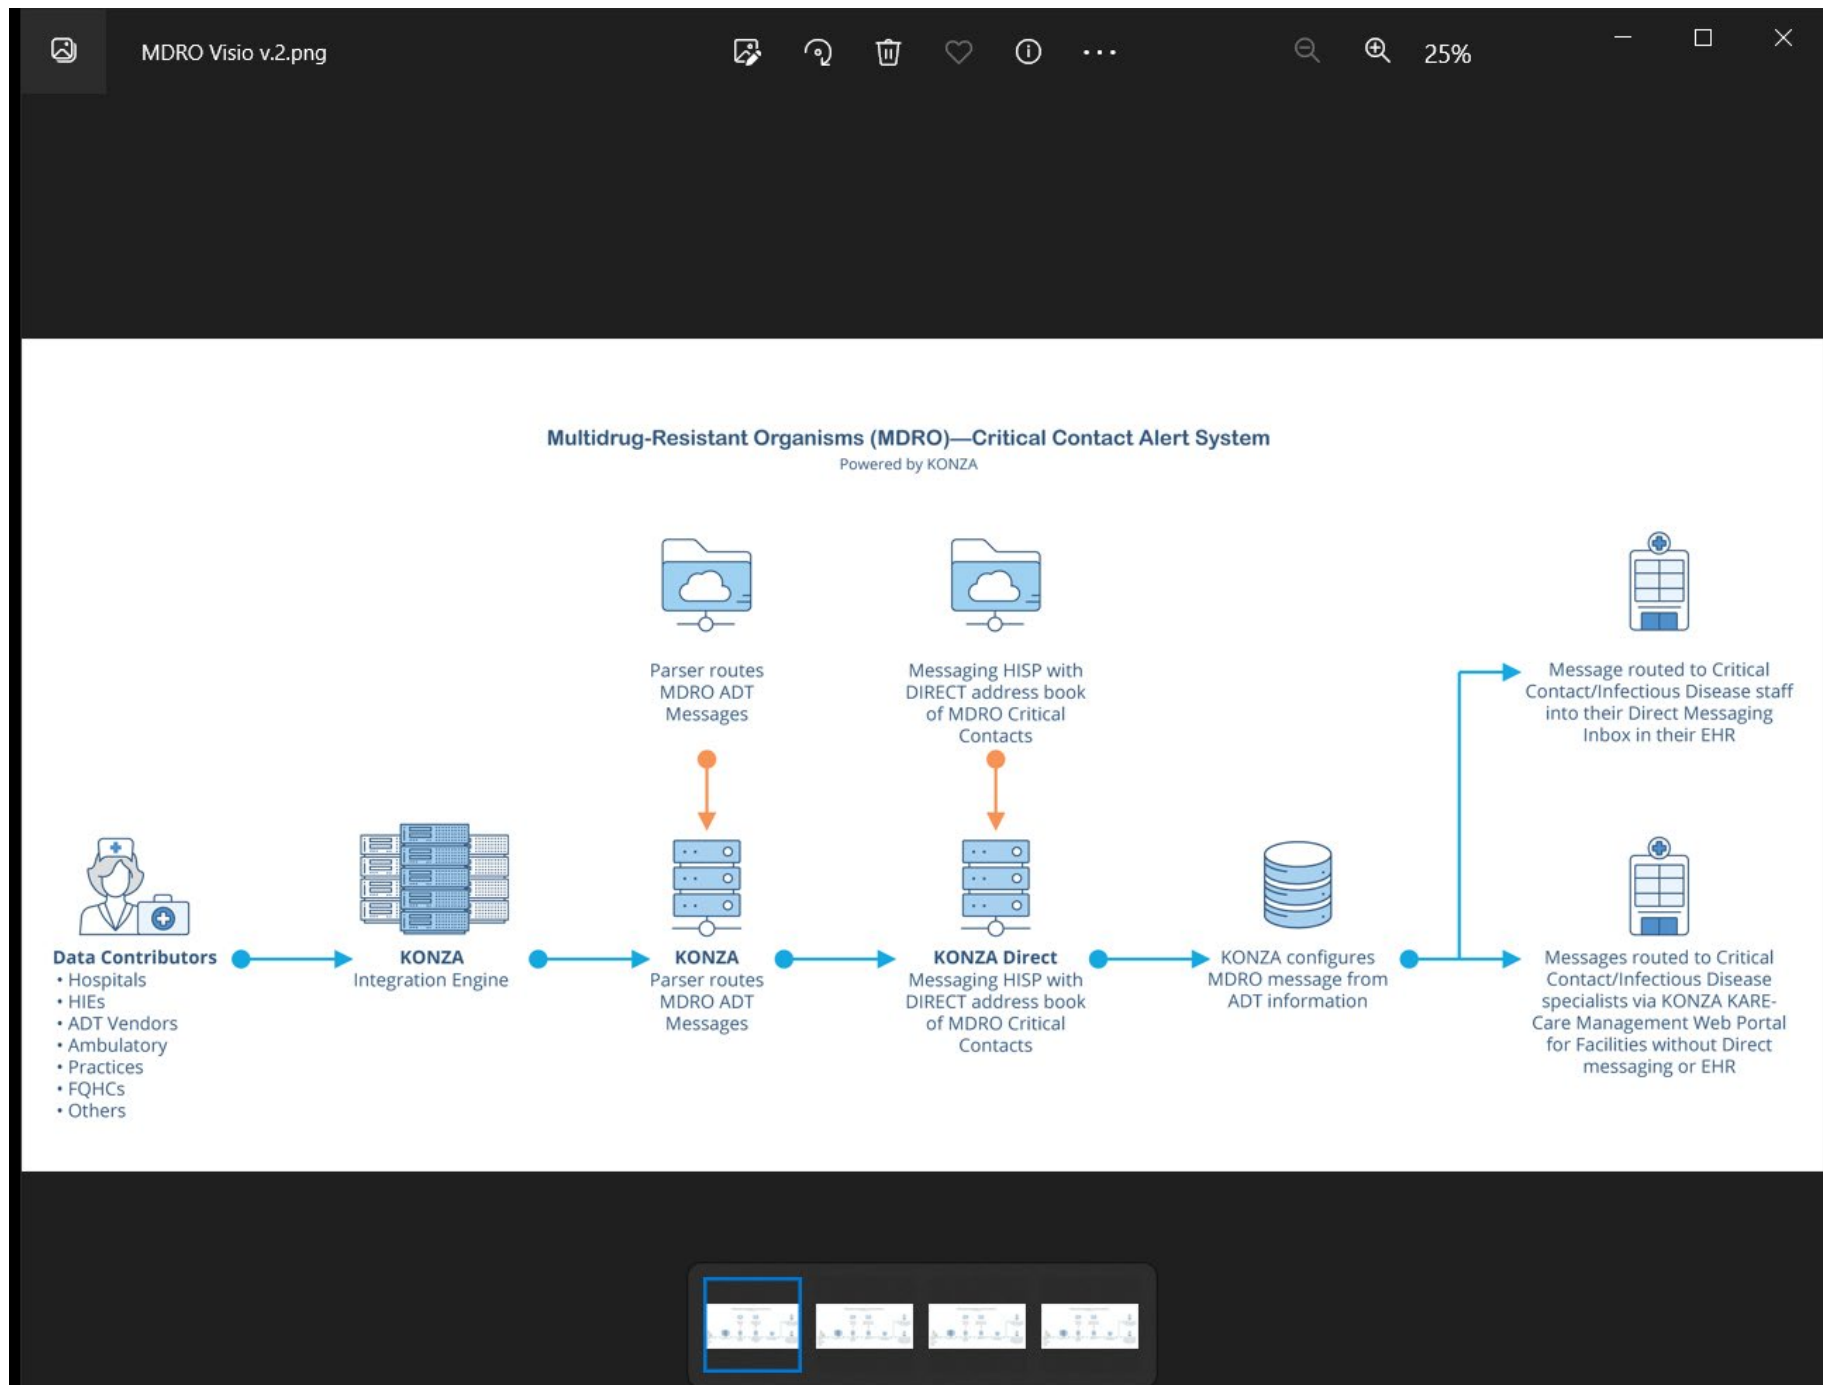 MDRO Visio v.2.png
25%
Multidrug-Resistant Organisms (MDRO)—Critical Contact Alert System
Powered by KONZA
Parser routes
MDRO ADT
Messages
Messaging HISP with
DIRECT address book
of MDRO Critical
Contacts
Message routed to Critical
Contact/Infectious Disease staff
into their Direct Messaging
Inbox in their EHR
Data Contributors
• Hospitals
• HIEs
• ADT Vendors
• Ambulatory
• Practices
• FQHCs
• Others
KONZA
Integration Engine
KONZA
Parser routes
MDRO ADT
Messages
KONZA Direct
Messaging HISP with
DIRECT address book
of MDRO Critical
Contacts
KONZA configures
MDRO message from
ADT information
Messages routed to Critical
Contact/Infectious Disease
specialists via KONZA KARE-
Care Management Web Portal
for Facilities without Direct
messaging or EHR